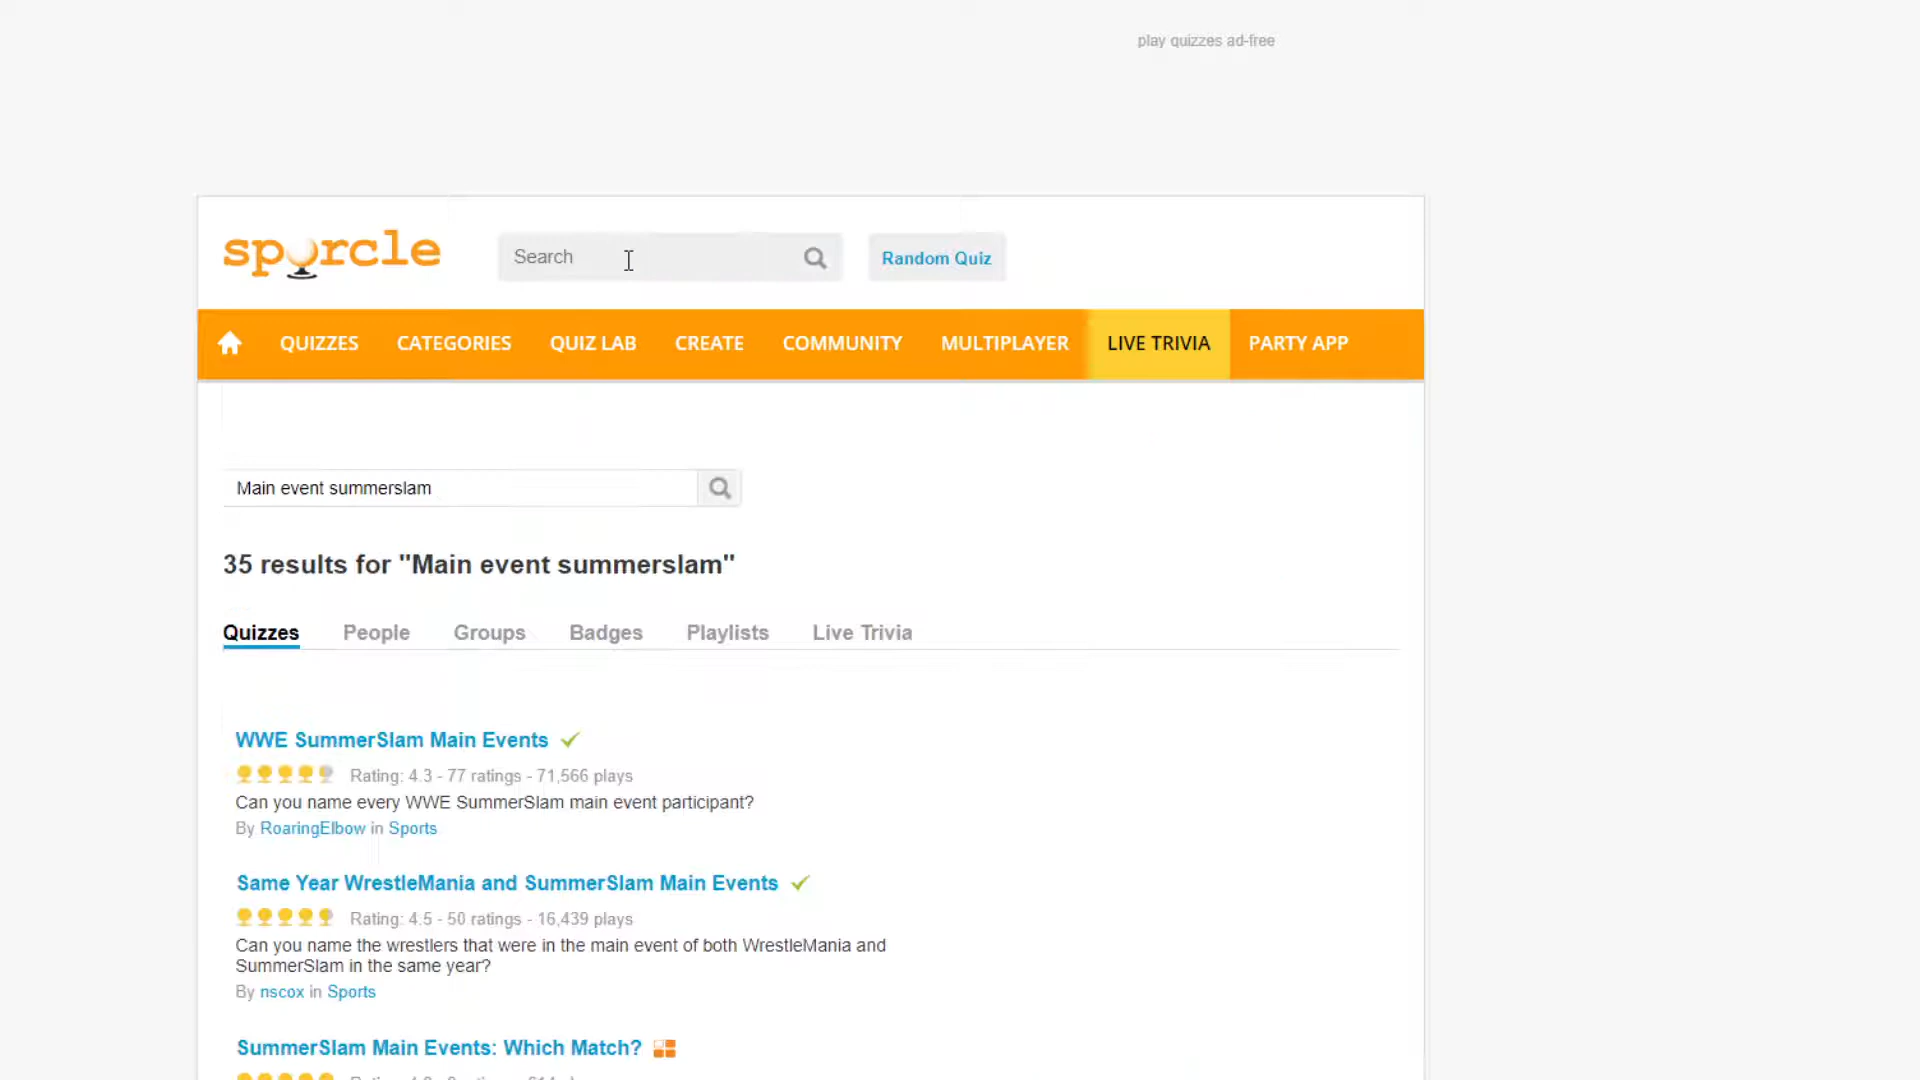 play quizzes ad-free
sporcle
Search
Random Quiz
QUIZZES CATEGORIES QUIZ LAB CREATE COMMUNITY MULTIPLAYER LIVE TRIVIA PARTY APP
Main event summerslam
35 results for "Main event summerslam"
Quizzes People Groups Badges Playlists Live Trivia
WWE SummerSlam Main Events
Rating: 4.3 - 77 ratings - 71,566 plays
Can you name every WWE SummerSlam main event participant?
By RoaringElbow in Sports
Same Year WrestleMania and SummerSlam Main Events
Rating: 4.5 - 50 ratings - 16,439 plays
Can you name the wrestlers that were in the main event of both WrestleMania and
SummerSlam in the same year?
By nscox in Sports
SummerSlam Main Events: Which Match?